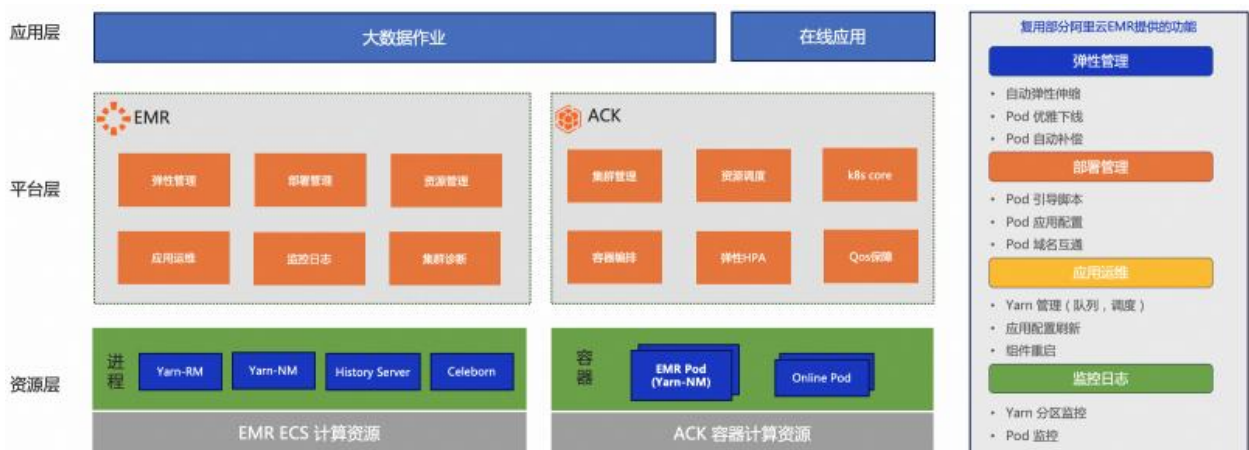 应用层
大数据作业
在线应用
平台层
EMR
弹性管理
部署管理
资源管理
应用运维
监控日志
集群诊断
ACK
集群管理
资源调度
k8s core
容器编排
弹性HPA
Qos保障
资源层
进程
Yarn-RM
Yarn-NM
History Server
Celeborn
EMR ECS 计算资源
容器
EMR Pod
(Yarn-NM)
Online Pod
ACK 容器计算资源
复用部分阿里云EMR提供的功能
弹性管理
• 自动弹性伸缩
• Pod 优雅下线
• Pod 自动补偿
部署管理
• Pod 引导脚本
• Pod 应用配置
• Pod 域名互通
应用运维
• Yarn 管理（队列，调度）
• 应用配置刷新
• 组件重启
监控日志
• Yarn 分区监控
• Pod 监控